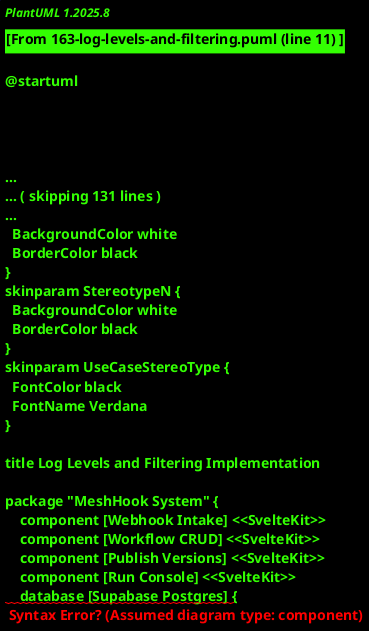 PlantUML 1.2025.8
[From 163-log-levels-and-filtering.puml (line 11) ]
@startuml
...
... ( skipping 131 lines )
...
  BackgroundColor white
  BorderColor black
}
skinparam StereotypeN {
  BackgroundColor white
  BorderColor black
}
skinparam UseCaseStereoType {
  FontColor black
  FontName Verdana
}
title Log Levels and Filtering Implementation
package "MeshHook System" {
    component [Webhook Intake] <<SvelteKit>>
    component [Workflow CRUD] <<SvelteKit>>
    component [Publish Versions] <<SvelteKit>>
    component [Run Console] <<SvelteKit>>
    database [Supabase Postgres] {
Syntax Error? (Assumed diagram type: component)